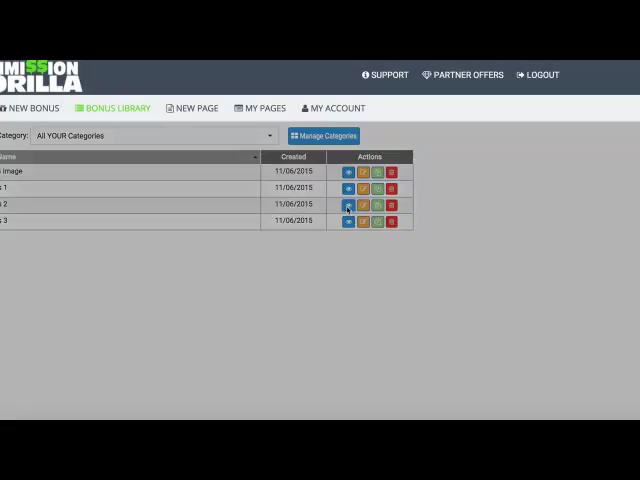 MMI$$ION
ORILLA
SUPPORT PARTNER OFFERS LOGOUT
NEW BONUS BONUS LIBRARY NEW PAGE MY PAGES MY ACCOUNT
Category: All YOUR Categories Manage Categories
Name Created Actions
Image 11/06/2015
s 1 11/06/2015
s 2 11/06/2015
s 3 11/06/2015